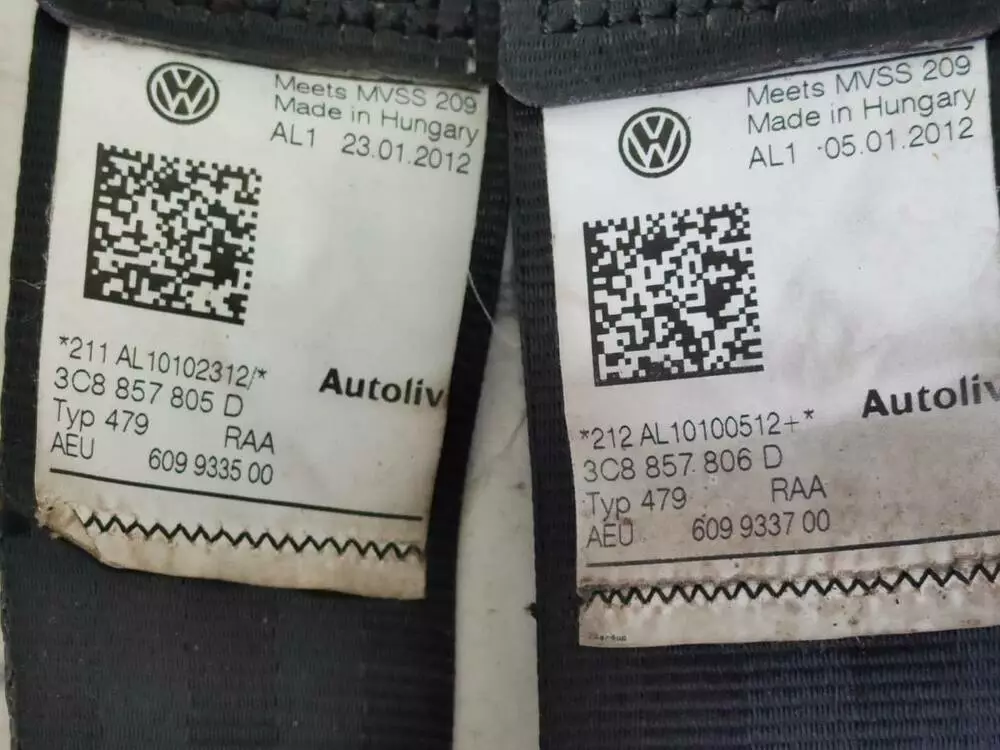 Meets MVSS 209
Made in Hungary
AL1 23.01.2012
*211 AL10102312/*
3C8 857 805 D
Autoliv
Typ 479 RAA
AEU 609 9335 00
Meets MVSS 209
Made in Hungary
AL1 05.01.2012
*212 AL10100512+*
3C8 857 806 D
Autoliv
Typ 479 RAA
AEU 609 9337 00